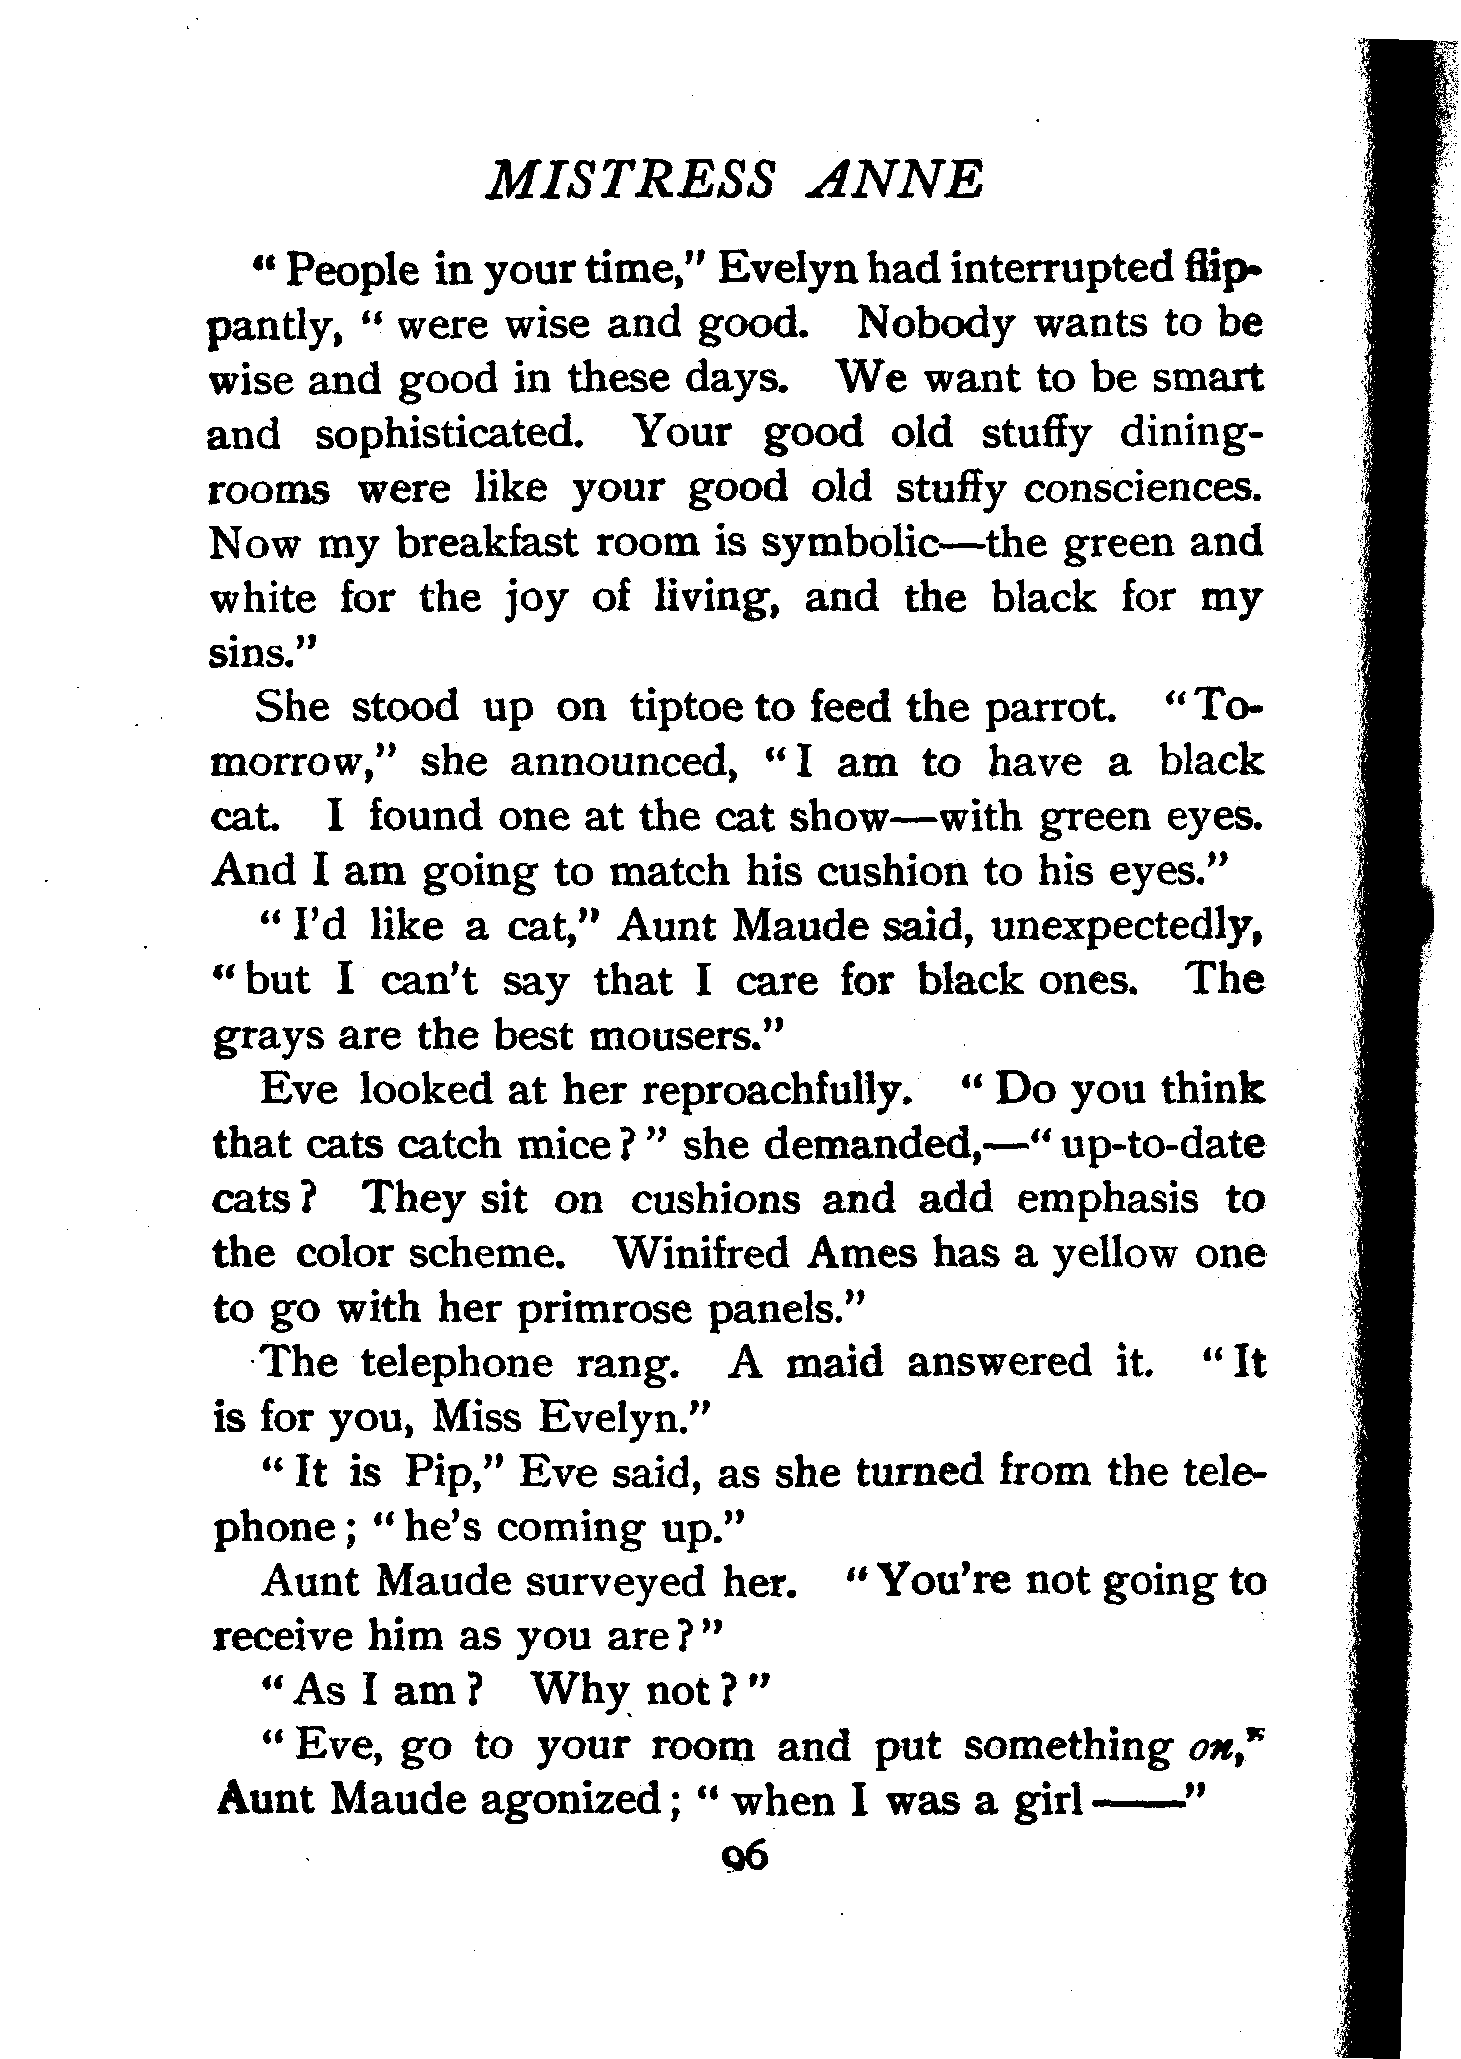 MISTRESS ANNE
"People in your time," Evelyn had interrupted flip-
pantly, "were wise and good. Nobody wants to be
wise and good in these days. We want to be smart
and sophisticated. Your good old stuffy dining-
rooms were like your good old stuffy consciences.
Now my breakfast room is symbolic—the green and
white for the joy of living, and the black for my
sins."
She stood up on tiptoe to feed the parrot. "To-
morrow," she announced, "I am to have a black
cat. I found one at the cat show—with green eyes.
And I am going to match his cushion to his eyes."
"I'd like a cat," Aunt Maude said, unexpectedly,
"but I can't say that I care for black ones. The
grays are the best mousers."
Eve looked at her reproachfully. "Do you think
that cats catch mice?" she demanded,—"up-to-date
cats? They sit on cushions and add emphasis to
the color scheme. Winifred Ames has a yellow one
to go with her primrose panels."
The telephone rang. A maid answered it. "It
is for you, Miss Evelyn."
"It is Pip," Eve said, as she turned from the tele-
phone; "he's coming up."
Aunt Maude surveyed her. "You're not going to
receive him as you are?"
"As I am? Why not?"
"Eve, go to your room and put something on,"
Aunt Maude agonized; "when I was a girl——"
96